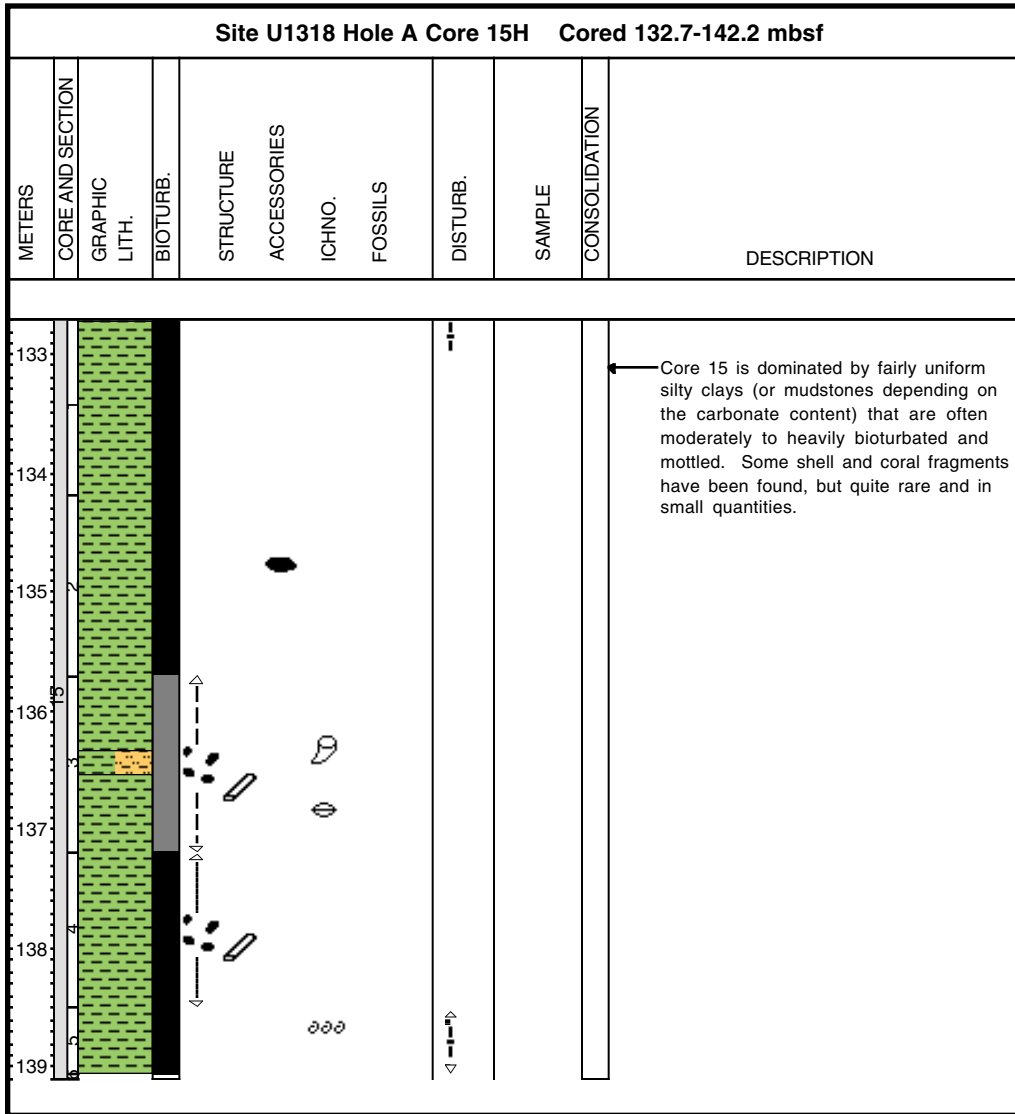 Site U1318 Hole A Core 15H Cored 132.7-142.2 mbsf
METERS
CORE AND SECTION
GRAPHIC
LITH.
BIOTURB.
STRUCTURE
ACCESSORIES
ICHNO.
FOSSILS
DISTURB.
SAMPLE
CONSOLIDATION
DESCRIPTION
133
134
135
136
137
138
139
15
1
2
3
4
5
6
Core 15 is dominated by fairly uniform
silty clays (or mudstones depending on
the carbonate content) that are often
moderately to heavily bioturbated and
mottled. Some shell and coral fragments
have been found, but quite rare and in
small quantities.